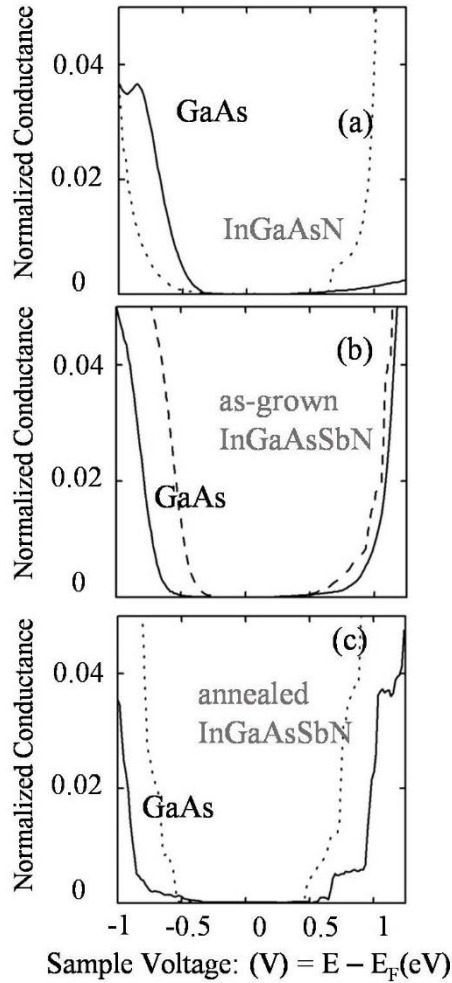 Normalized Conductance
0.04
0.02
0
GaAs
(a)
InGaAsN
Normalized Conductance
0.04
0.02
0
(b)
as-grown
InGaAsSbN
GaAs
Normalized Conductance
0.04
0.02
0
(c)
annealed
InGaAsSbN
GaAs
-1 -0.5 0 0.5 1
Sample Voltage: (V) = E − E_F(eV)